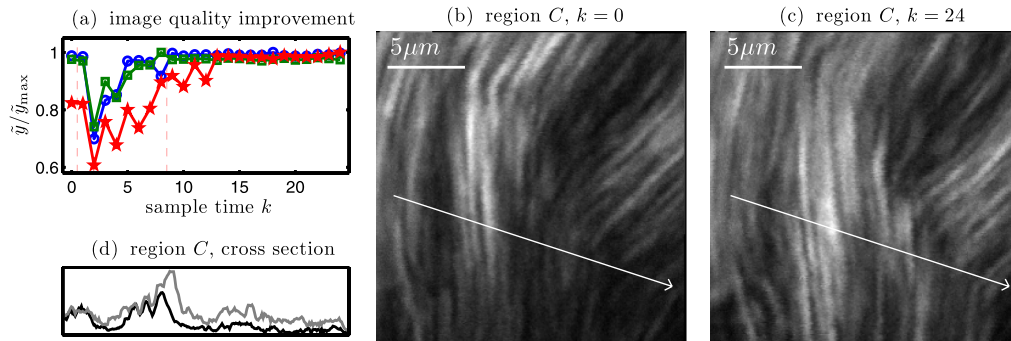 (a) image quality improvement
1
0.8
0.6
ỹ/ỹmax
0 5 10 15 20
sample time k
(d) region C, cross section
(b) region C, k = 0
5μm
(c) region C, k = 24
5μm